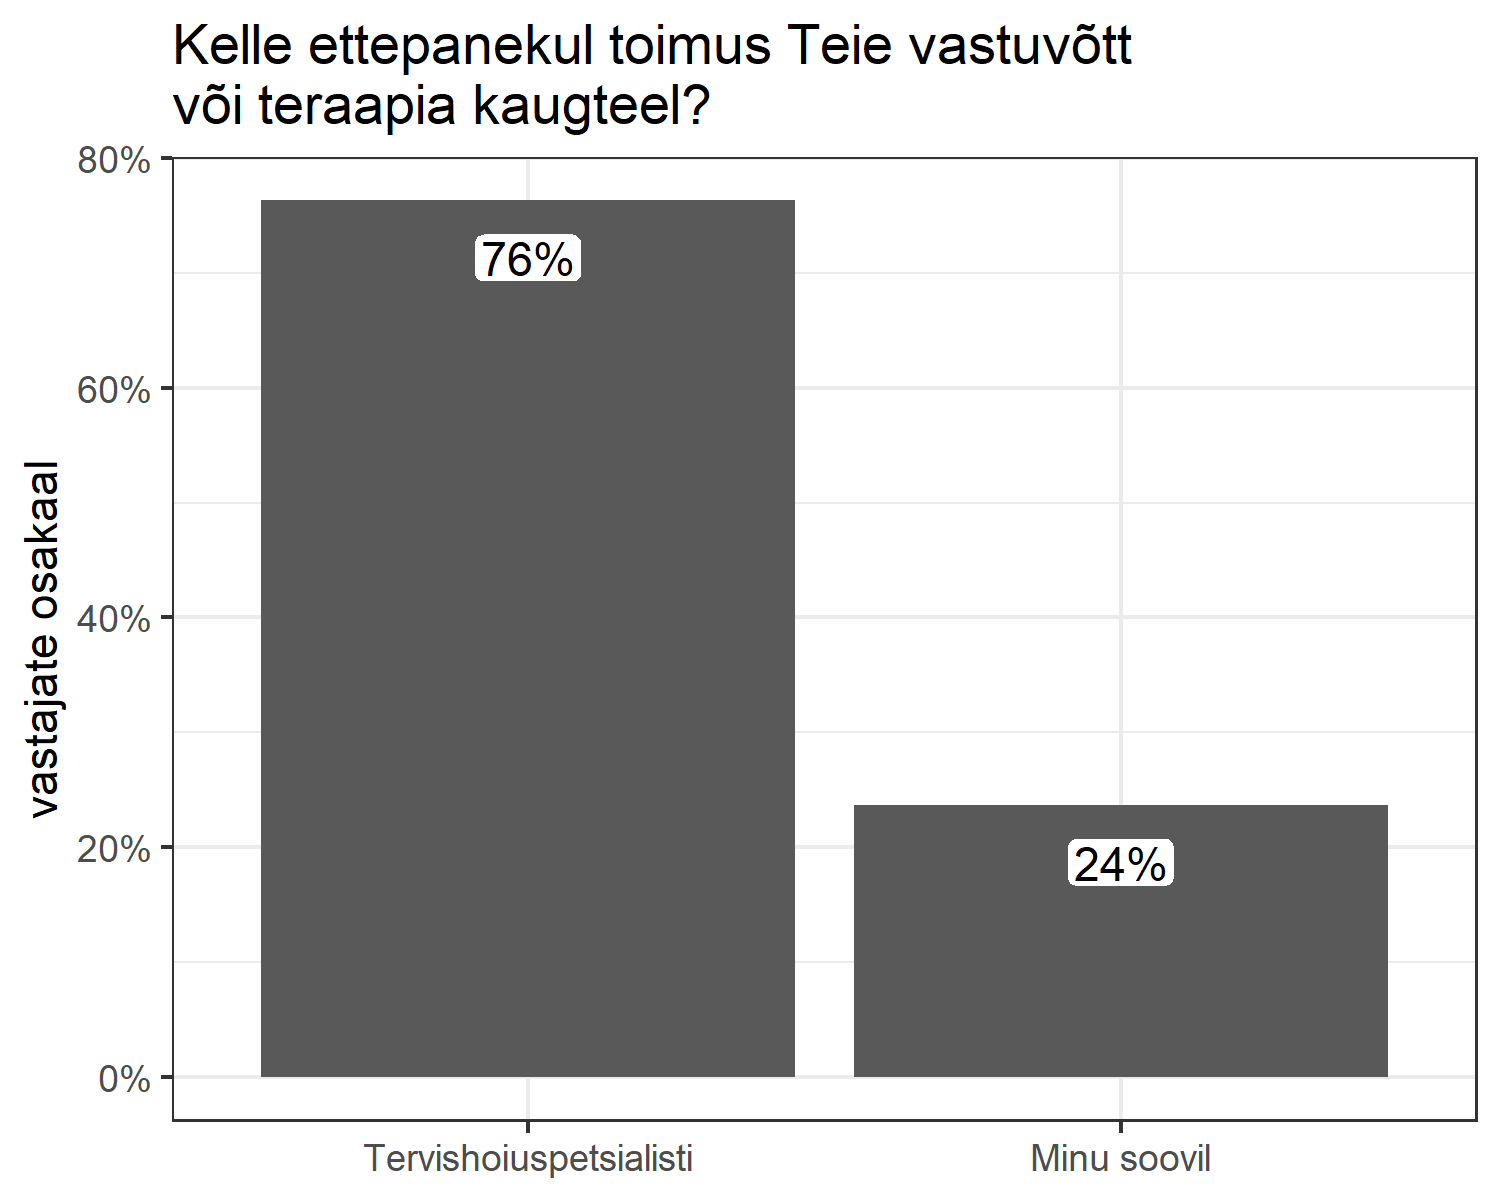 Kelle ettepanekul toimus Teie vastuvõtt
või teraapia kaugteel?
80%
60%
40%
20%
0%
vastajate osakaal
76%
24%
Tervishoiuspetsialisti
Minu soovil